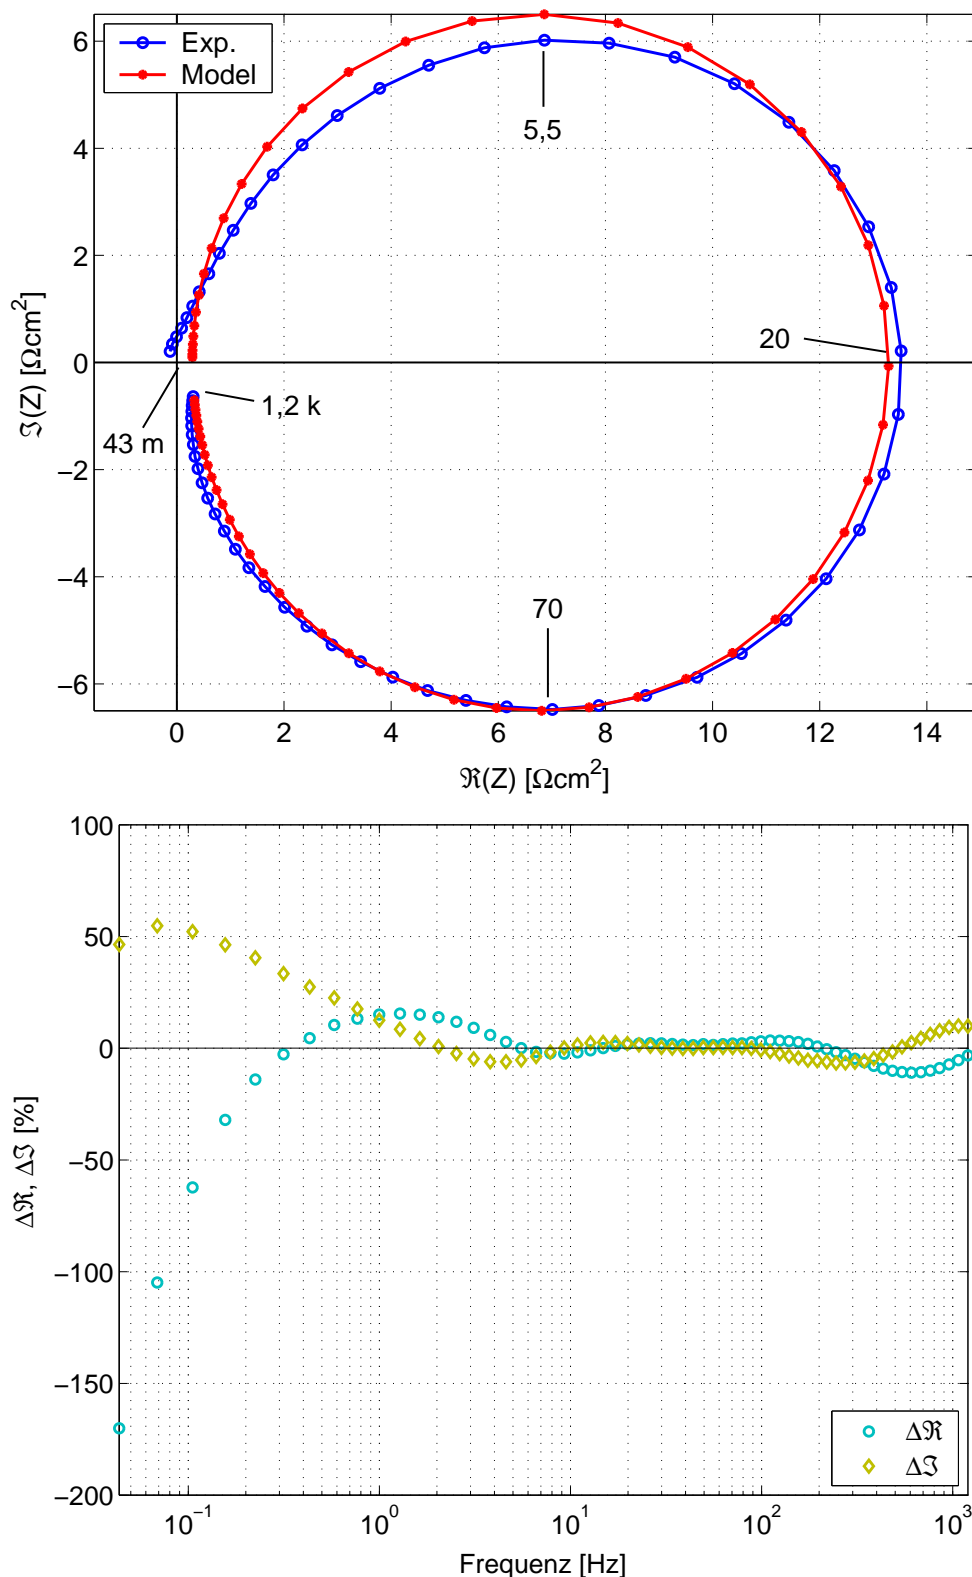 Exp.
Model
6
4
2
0
−2
−4
−6
5,5
20
1,2 k
43 m
70
0 2 4 6 8 10 12 14
ℑ(Z) [Ωcm²]
ℜ(Z) [Ωcm²]
100
50
0
−50
−100
−150
−200
Δℜ, Δℑ [%]
Δℜ
Δℑ
10⁻¹ 10⁰ 10¹ 10² 10³
Frequenz [Hz]